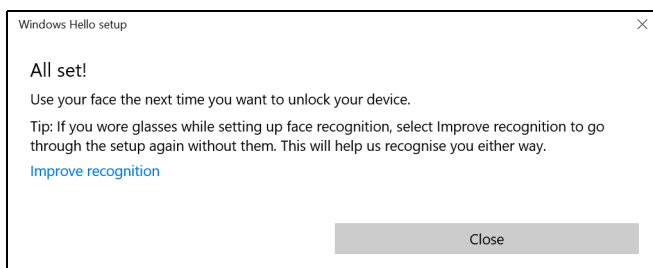 Windows Hello setup
All set!
Use your face the next time you want to unlock your device.
Tip: If you wore glasses while setting up face recognition, select Improve recognition to go
through the setup again without them. This will help us recognise you either way.
Improve recognition
Close